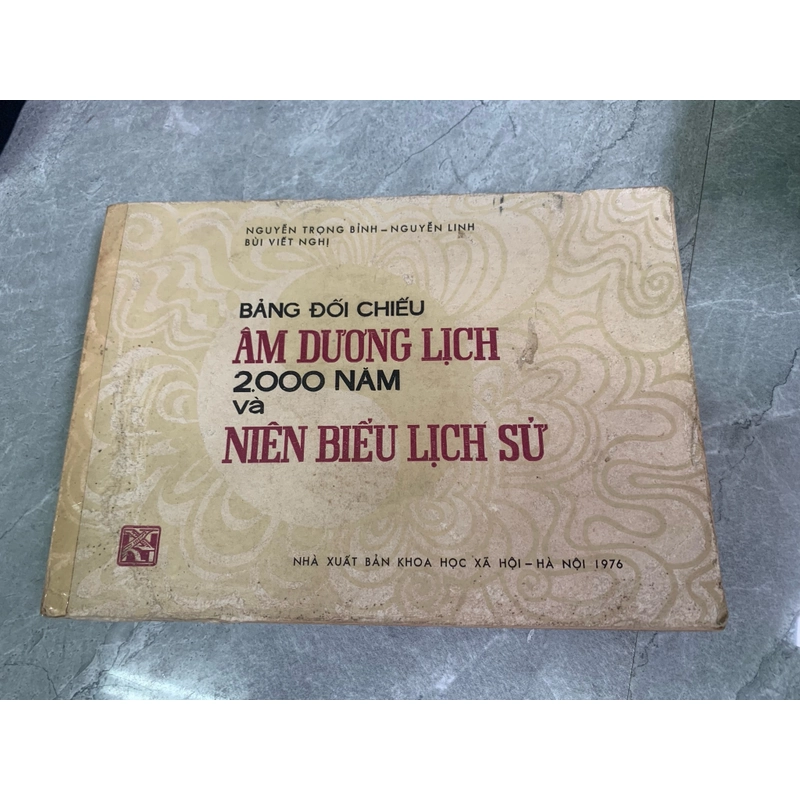 NGUYỄN TRỌNG BỈNH – NGUYỄN LINH
BÙI VIẾT NGHỊ
BẢNG ĐỐI CHIẾU
ÂM DƯƠNG LỊCH
2.000 NĂM
và
NIÊN BIỂU LỊCH SỬ
NHÀ XUẤT BẢN KHOA HỌC XÃ HỘI – HÀ NỘI 1976